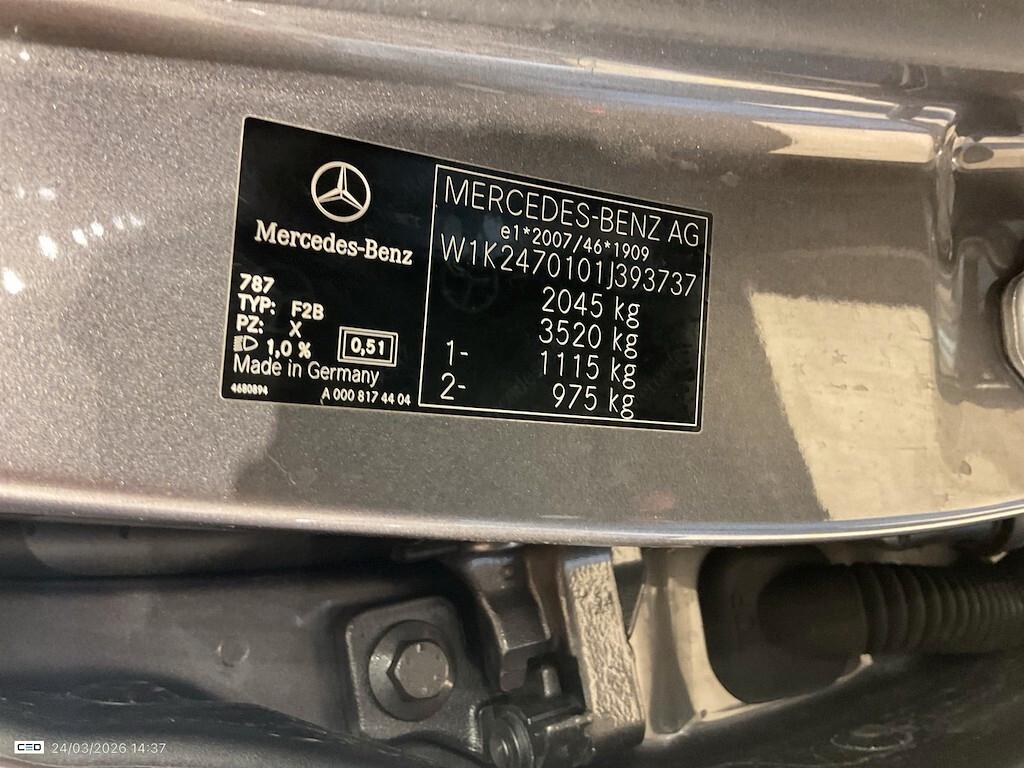 Mercedes-Benz
787
TYP: F2B
PZ: X
1,0 %
0,51
Made in Germany
4680894
A 000 817 44 04
MERCEDES-BENZ AG
e1*2007/46*1909
W1K2470101J393737
2045 kg
3520 kg
1- 1115 kg
2- 975 kg
CEO 24/03/2026 14:37